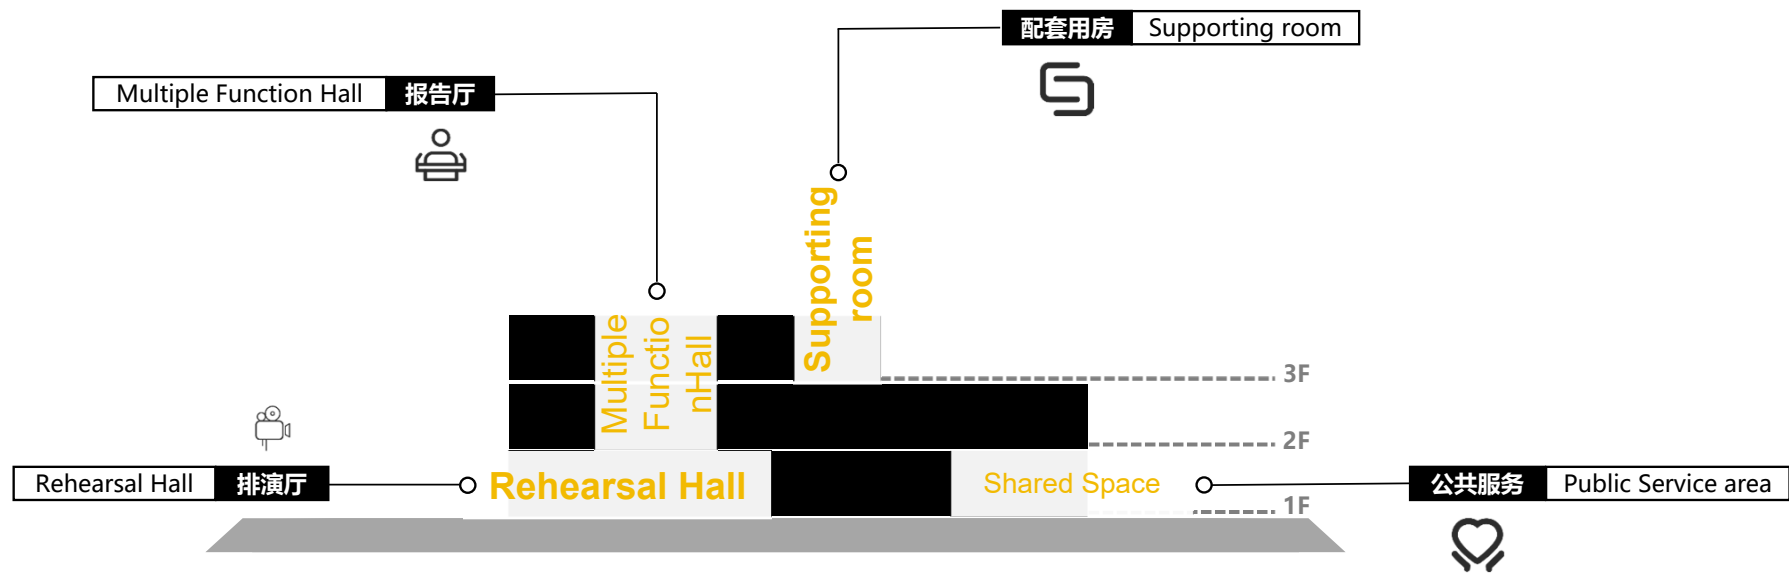 配套用房 Supporting room
Multiple Function Hall 报告厅
Supporting
room
Multiple
Functio
nHall
3F
2F
Rehearsal Hall 排演厅
Rehearsal Hall
Shared Space
公共服务 Public Service area
1F